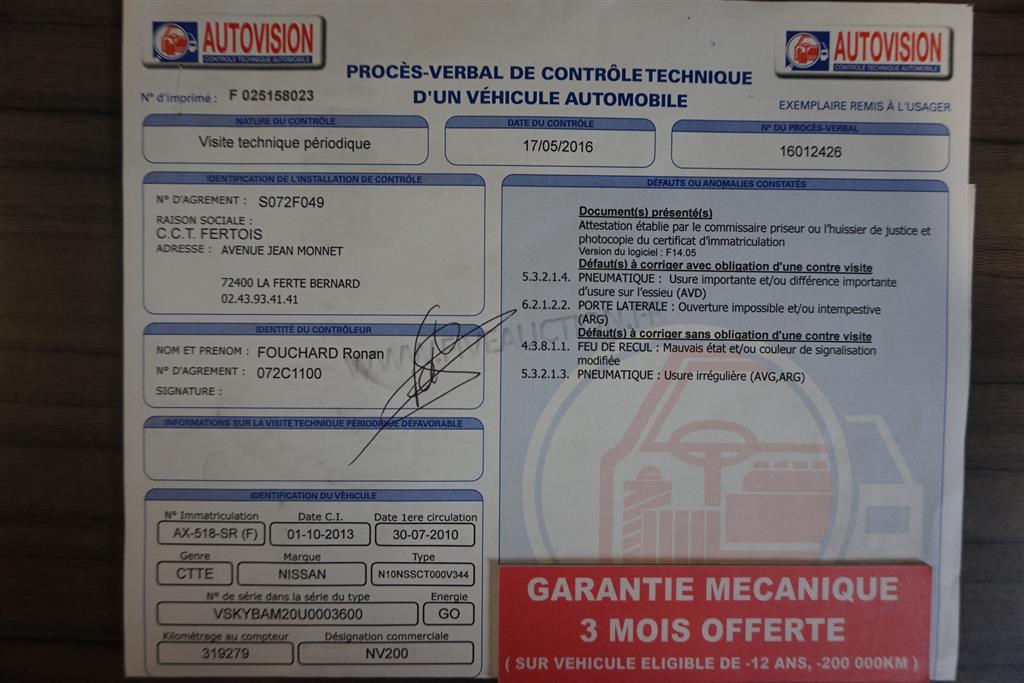 AUTOVISION
CONTROLE TECHNIQUE AUTOMOBILE
AUTOVISION
CONTROLE TECHNIQUE AUTOMOBILE
PROCÈS-VERBAL DE CONTRÔLE TECHNIQUE
D'UN VÉHICULE AUTOMOBILE
N° d'imprimé : F 025158023
EXEMPLAIRE REMIS À L'USAGER
NATURE DU CONTRÔLE
Visite technique périodique
DATE DU CONTRÔLE
17/05/2016
N° DU PROCÈS-VERBAL
16012426
IDENTIFICATION DE L'INSTALLATION DE CONTRÔLE
N° D'AGREMENT : S072F049
RAISON SOCIALE :
C.C.T. FERTOIS
ADRESSE : AVENUE JEAN MONNET
72400 LA FERTE BERNARD
02.43.93.41.41
IDENTITÉ DU CONTRÔLEUR
NOM ET PRENOM : FOUCHARD Ronan
N° D'AGREMENT : 072C1100
SIGNATURE :
INFORMATIONS SUR LA VISITE TECHNIQUE PÉRIODIQUE DÉFAVORABLE
IDENTIFICATION DU VÉHICULE
N° Immatriculation Date C.I. Date 1ere circulation
AX-518-SR (F) 01-10-2013 30-07-2010
Genre Marque Type
CTTE NISSAN N10NSSCT000V344
N° de série dans la série du type Energie
VSKYBAM20U0003600 GO
Kilométrage au compteur Désignation commerciale
319279 NV200
DÉFAUTS OU ANOMALIES CONSTATÉS
Document(s) présenté(s)
Attestation établie par le commissaire priseur ou l'huissier de justice et
photocopie du certificat d'immatriculation
Version du logiciel : F14.05
Défaut(s) à corriger avec obligation d'une contre visite
5.3.2.1.4. PNEUMATIQUE : Usure importante et/ou différence importante
d'usure sur l'essieu (AVD)
6.2.1.2.2. PORTE LATERALE : Ouverture impossible et/ou intempestive
(ARG)
Défaut(s) à corriger sans obligation d'une contre visite
4.3.8.1.1. FEU DE RECUL : Mauvais état et/ou couleur de signalisation
modifiée
5.3.2.1.3. PNEUMATIQUE : Usure irrégulière (AVG,ARG)
GARANTIE MECANIQUE
3 MOIS OFFERTE
( SUR VEHICULE ELIGIBLE DE -12 ANS, -200 000KM )